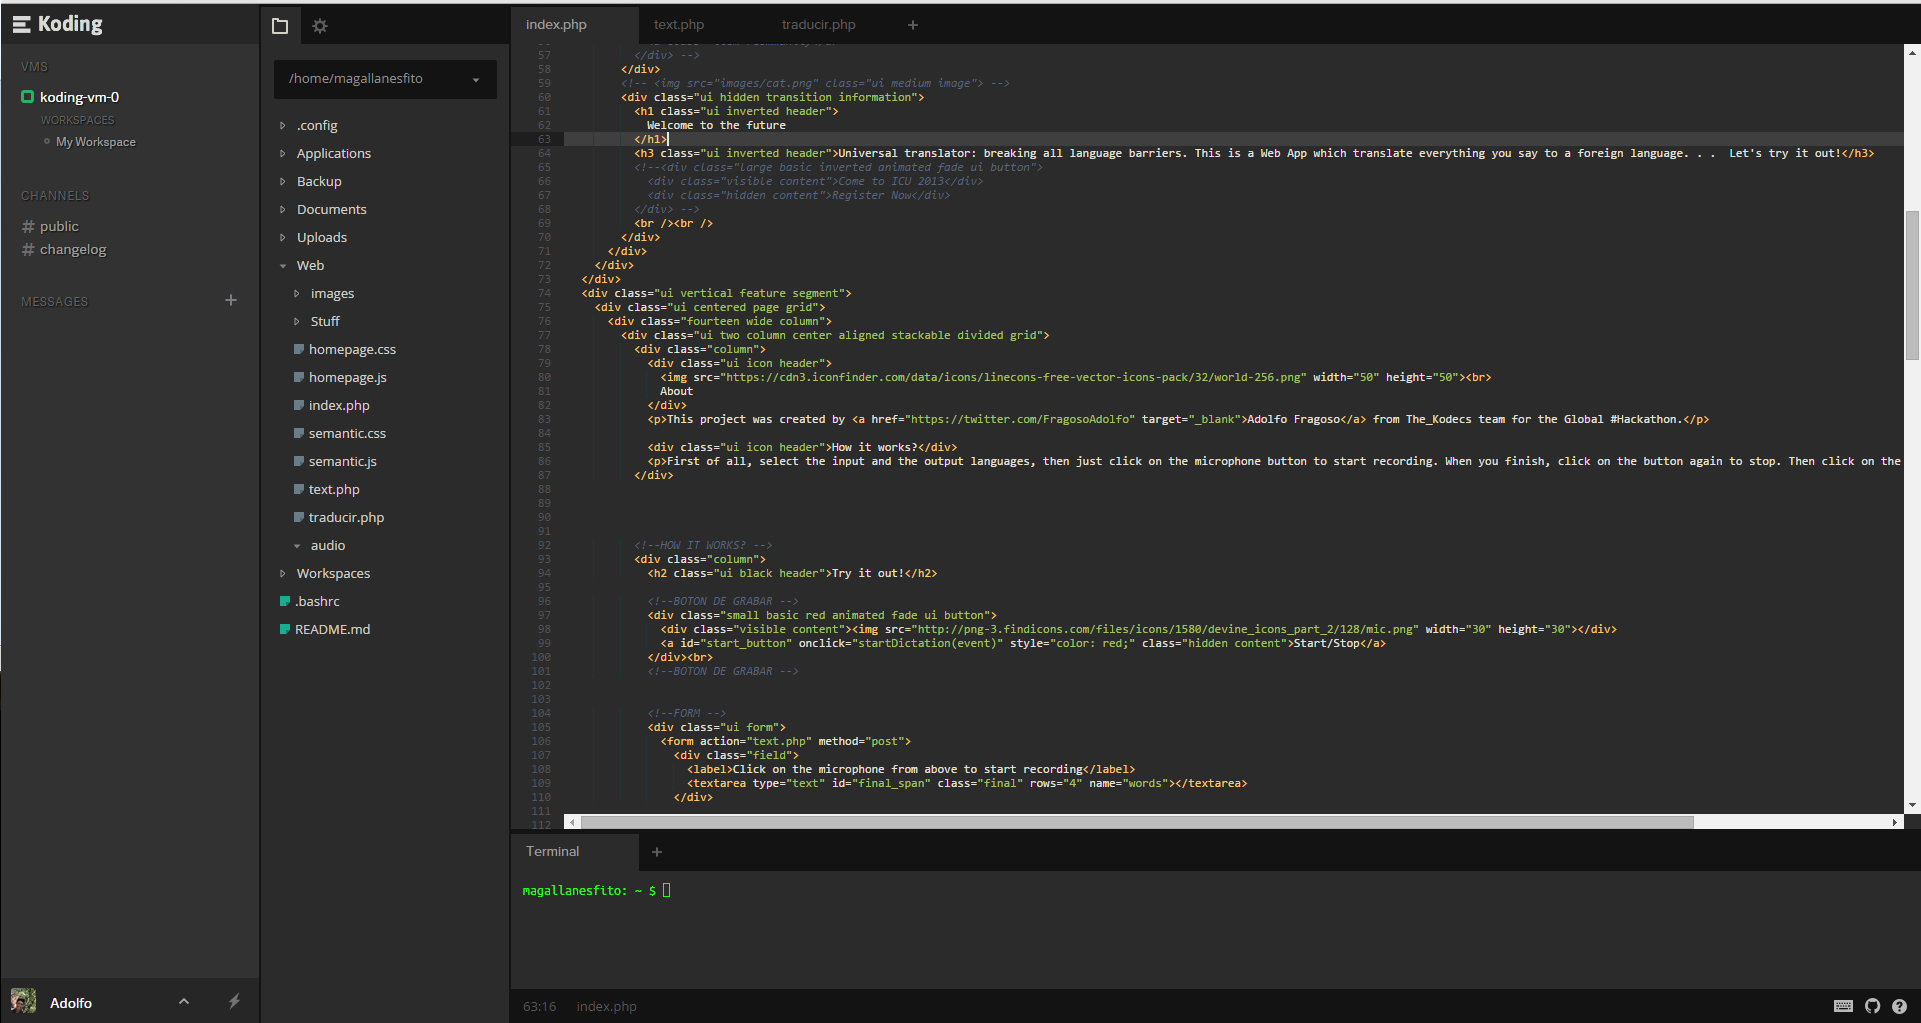 Koding
VMS
koding-vm-0
WORKSPACES
My Workspace
CHANNELS
# public
# changelog
MESSAGES +
Adolfo
/home/magallanesfito
.config
Applications
Backup
Documents
Uploads
Web
images
Stuff
homepage.css
homepage.js
index.php
semantic.css
semantic.js
text.php
traducir.php
audio
Workspaces
.bashrc
README.md
index.php text.php traducir.php +
57 </div> -->
58 </div>
59 <!-- <img src="images/cat.png" class="ui medium image"> -->
60 <div class="ui hidden transition information">
61 <h1 class="ui inverted header">
62 Welcome to the future
63 </h1>
64 <h3 class="ui inverted header">Universal translator: breaking all language barriers. This is a Web App which translate everything you say to a foreign language. . .  Let's try it out!</h3>
65 <!--<div class="large basic inverted animated fade ui button">
66 <div class="visible content">Come to ICU 2013</div>
67 <div class="hidden content">Register Now</div>
68 </div> -->
69 <br /><br />
70 </div>
71 </div>
72 </div>
73 </div>
74 <div class="ui vertical feature segment">
75 <div class="ui centered page grid">
76 <div class="fourteen wide column">
77 <div class="ui two column center aligned stackable divided grid">
78 <div class="column">
79 <div class="ui icon header">
80 <img src="https://cdn3.iconfinder.com/data/icons/linecons-free-vector-icons-pack/32/world-256.png" width="50" height="50"><br>
81 About
82 </div>
83 <p>This project was created by <a href="https://twitter.com/FragosoAdolfo" target="_blank">Adolfo Fragoso</a> from The_Kodecs team for the Global #Hackathon.</p>
84
85 <div class="ui icon header">How it works?</div>
86 <p>First of all, select the input and the output languages, then just click on the microphone button to start recording. When you finish, click on the button again to stop. Then click on the
87 </div>
88
89
90
91
92 <!--HOW IT WORKS? -->
93 <div class="column">
94 <h2 class="ui black header">Try it out!</h2>
95
96 <!--BOTON DE GRABAR -->
97 <div class="small basic red animated fade ui button">
98 <div class="visible content"><img src="http://png-3.findicons.com/files/icons/1580/devine_icons_part_2/128/mic.png" width="30" height="30"></div>
99 <a id="start_button" onclick="startDictation(event)" style="color: red;" class="hidden content">Start/Stop</a>
100 </div><br>
101 <!--BOTON DE GRABAR -->
102
103
104 <!--FORM -->
105 <div class="ui form">
106 <form action="text.php" method="post">
107 <div class="field">
108 <label>Click on the microphone from above to start recording</label>
109 <textarea type="text" id="final_span" class="final" rows="4" name="words"></textarea>
110 </div>
111
112
Terminal +
magallanesfito: ~ $
63:16 index.php